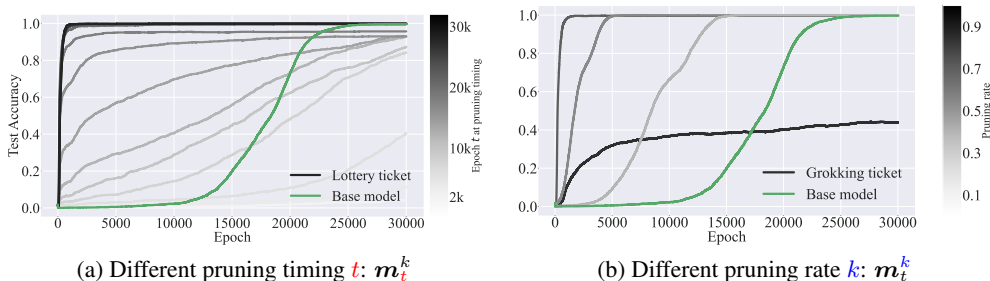 1.0
0.8
0.6
0.4
0.2
0.0
Test Accuracy
0 5000 10000 15000 20000 25000 30000
Epoch
Lottery ticket
Base model
30k
20k
10k
2k
Epoch t at pruning timing
(a) Different pruning timing t: m_t^k
1.0
0.8
0.6
0.4
0.2
0.0
0 5000 10000 15000 20000 25000 30000
Epoch
Grokking ticket
Base model
0.9
0.7
0.5
0.3
0.1
Pruning rate
(b) Different pruning rate k: m_t^k